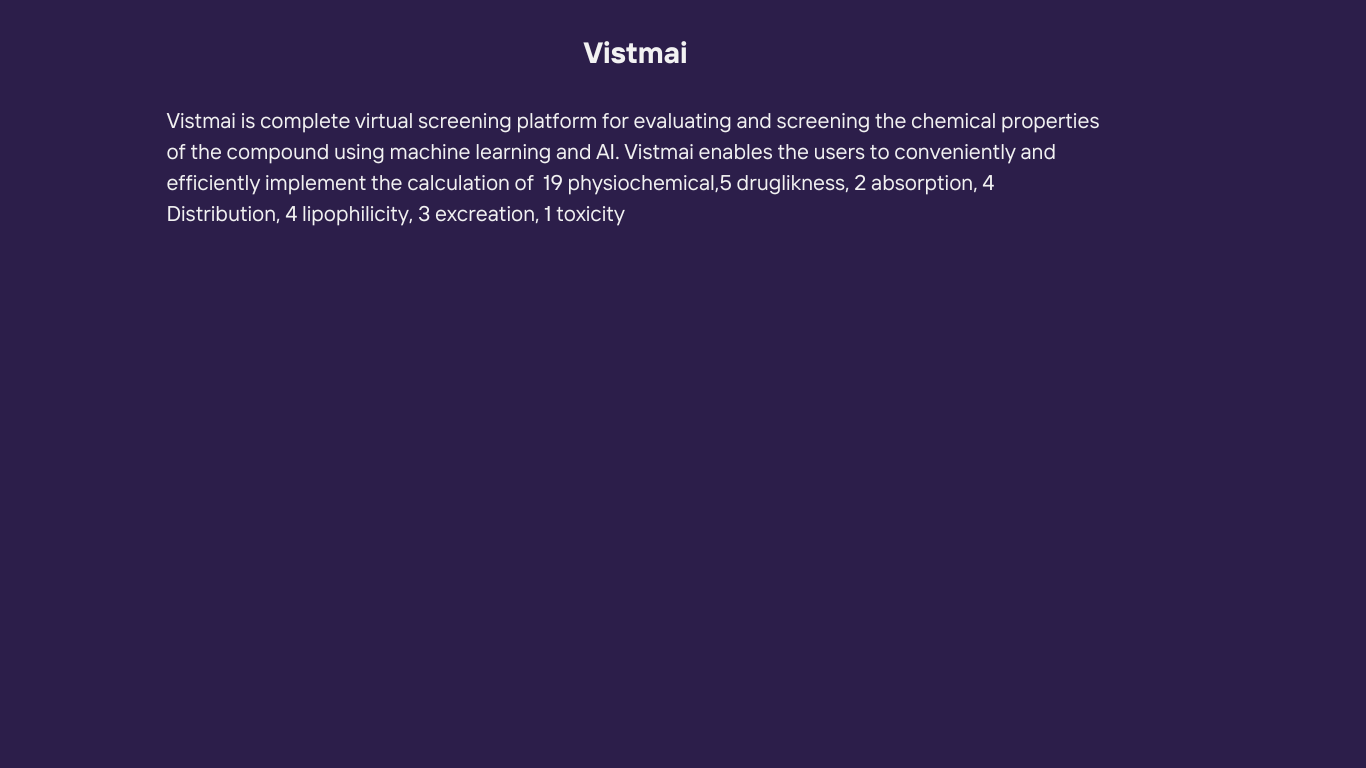 Vistmai
Vistmai is complete virtual screening platform for evaluating and screening the chemical properties
of the compound using machine learning and AI. Vistmai enables the users to conveniently and
efficiently implement the calculation of  19 physiochemical,5 druglikness, 2 absorption, 4
Distribution, 4 lipophilicity, 3 excreation, 1 toxicity